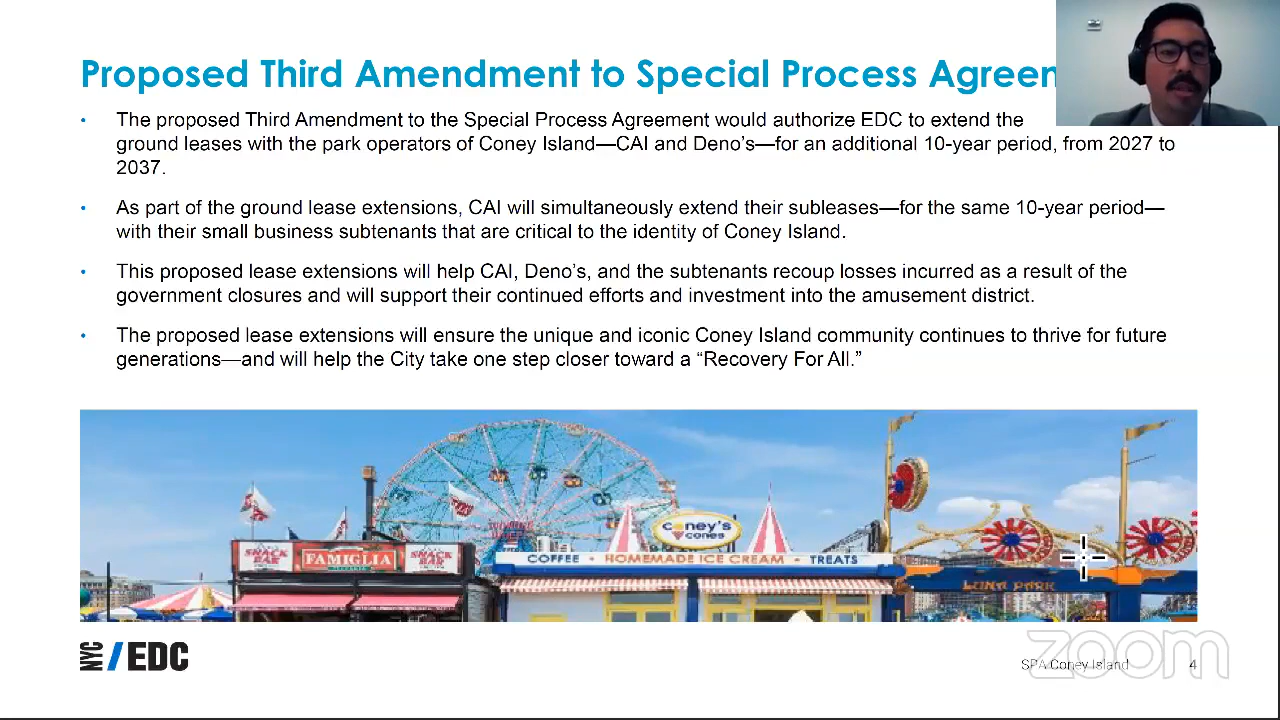 Proposed Third Amendment to Special Process Agreem
• The proposed Third Amendment to the Special Process Agreement would authorize EDC to extend the
ground leases with the park operators of Coney Island—CAI and Deno's—for an additional 10-year period, from 2027 to
2037.
• As part of the ground lease extensions, CAI will simultaneously extend their subleases—for the same 10-year period—
with their small business subtenants that are critical to the identity of Coney Island.
• This proposed lease extensions will help CAI, Deno's, and the subtenants recoup losses incurred as a result of the
government closures and will support their continued efforts and investment into the amusement district.
• The proposed lease extensions will ensure the unique and iconic Coney Island community continues to thrive for future
generations—and will help the City take one step closer toward a “Recovery For All.”
Coney's
Cones
SNACK BAR
FAMIGLIA
SNACK BAR
COFFEE • HOMEMADE ICE CREAM • TREATS
LUNA PARK
NYC / EDC
SPA Coney Island
4
zoom